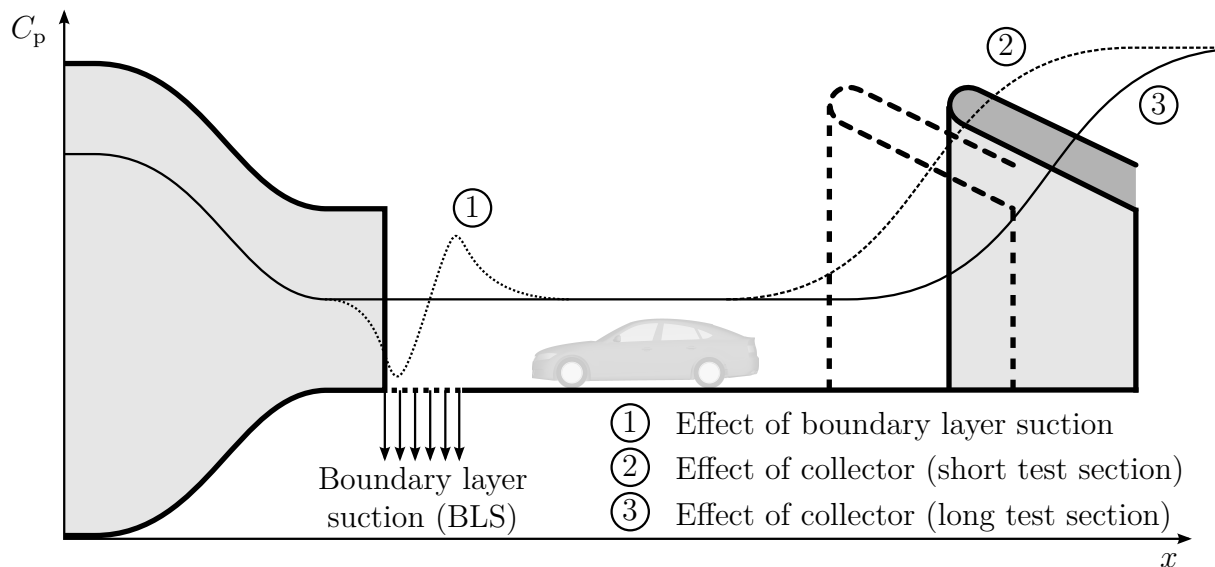 Cp
2
3
1
1 Effect of boundary layer suction
2 Effect of collector (short test section)
3 Effect of collector (long test section)
Boundary layer
suction (BLS)
x